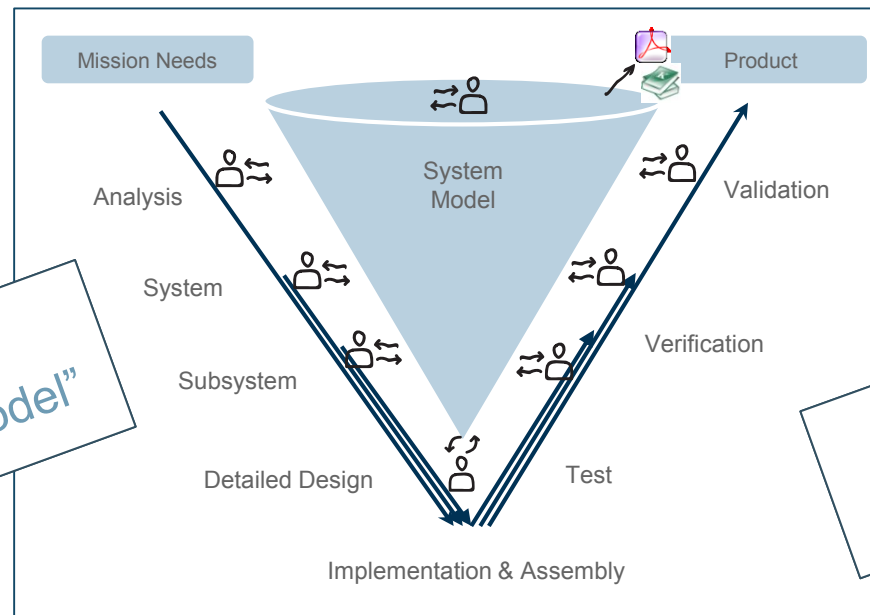 Mission Needs
Product
System
Model
Analysis
Validation
System
Verification
Subsystem
odel”
Detailed Design
Test
Implementation & Assembly